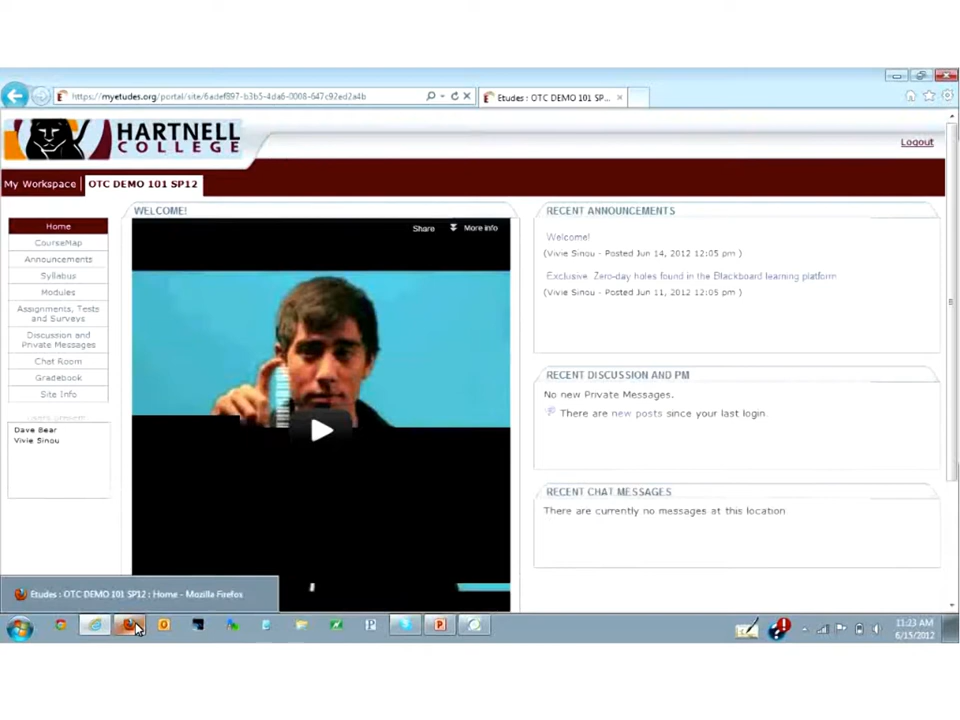 https://myetudes.org/portal/site/6adef897-b3b5-4da6-0008-647c92ed2a4b
Etudes : OTC DEMO 101 SP...
HARTNELL
COLLEGE
Logout
My Workspace
OTC DEMO 101 SP12
Home
CourseMap
Announcements
Syllabus
Modules
Assignments, Tests
and Surveys
Discussion and
Private Messages
Chat Room
Gradebook
Site Info
Dave Bear
Vivie Sinou
WELCOME!
Share
More info
RECENT ANNOUNCEMENTS
Welcome!
(Vivie Sinou - Posted Jun 14, 2012 12:05 pm )
Exclusive Zero-day holes found in the Blackboard learning platform
(Vivie Sinou - Posted Jun 11, 2012 12:05 pm )
RECENT DISCUSSION AND PM
No new Private Messages.
There are new posts since your last login.
RECENT CHAT MESSAGES
There are currently no messages at this location
Etudes : OTC DEMO 101 SP12 : Home - Mozilla Firefox
11:23 AM
6/15/2012